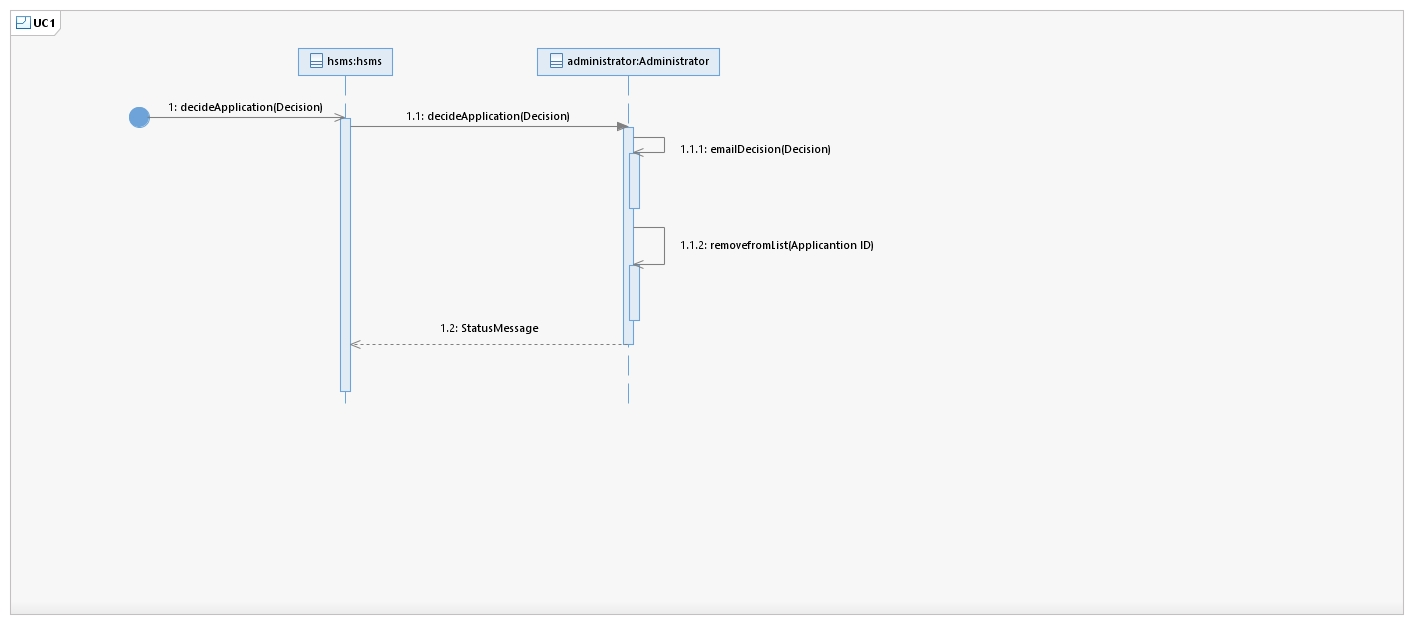 UC1
hsms:hsms
administrator:Administrator
1: decideApplication(Decision)
1.1: decideApplication(Decision)
1.1.1: emailDecision(Decision)
1.1.2: removefromList(Applicantion ID)
1.2: StatusMessage